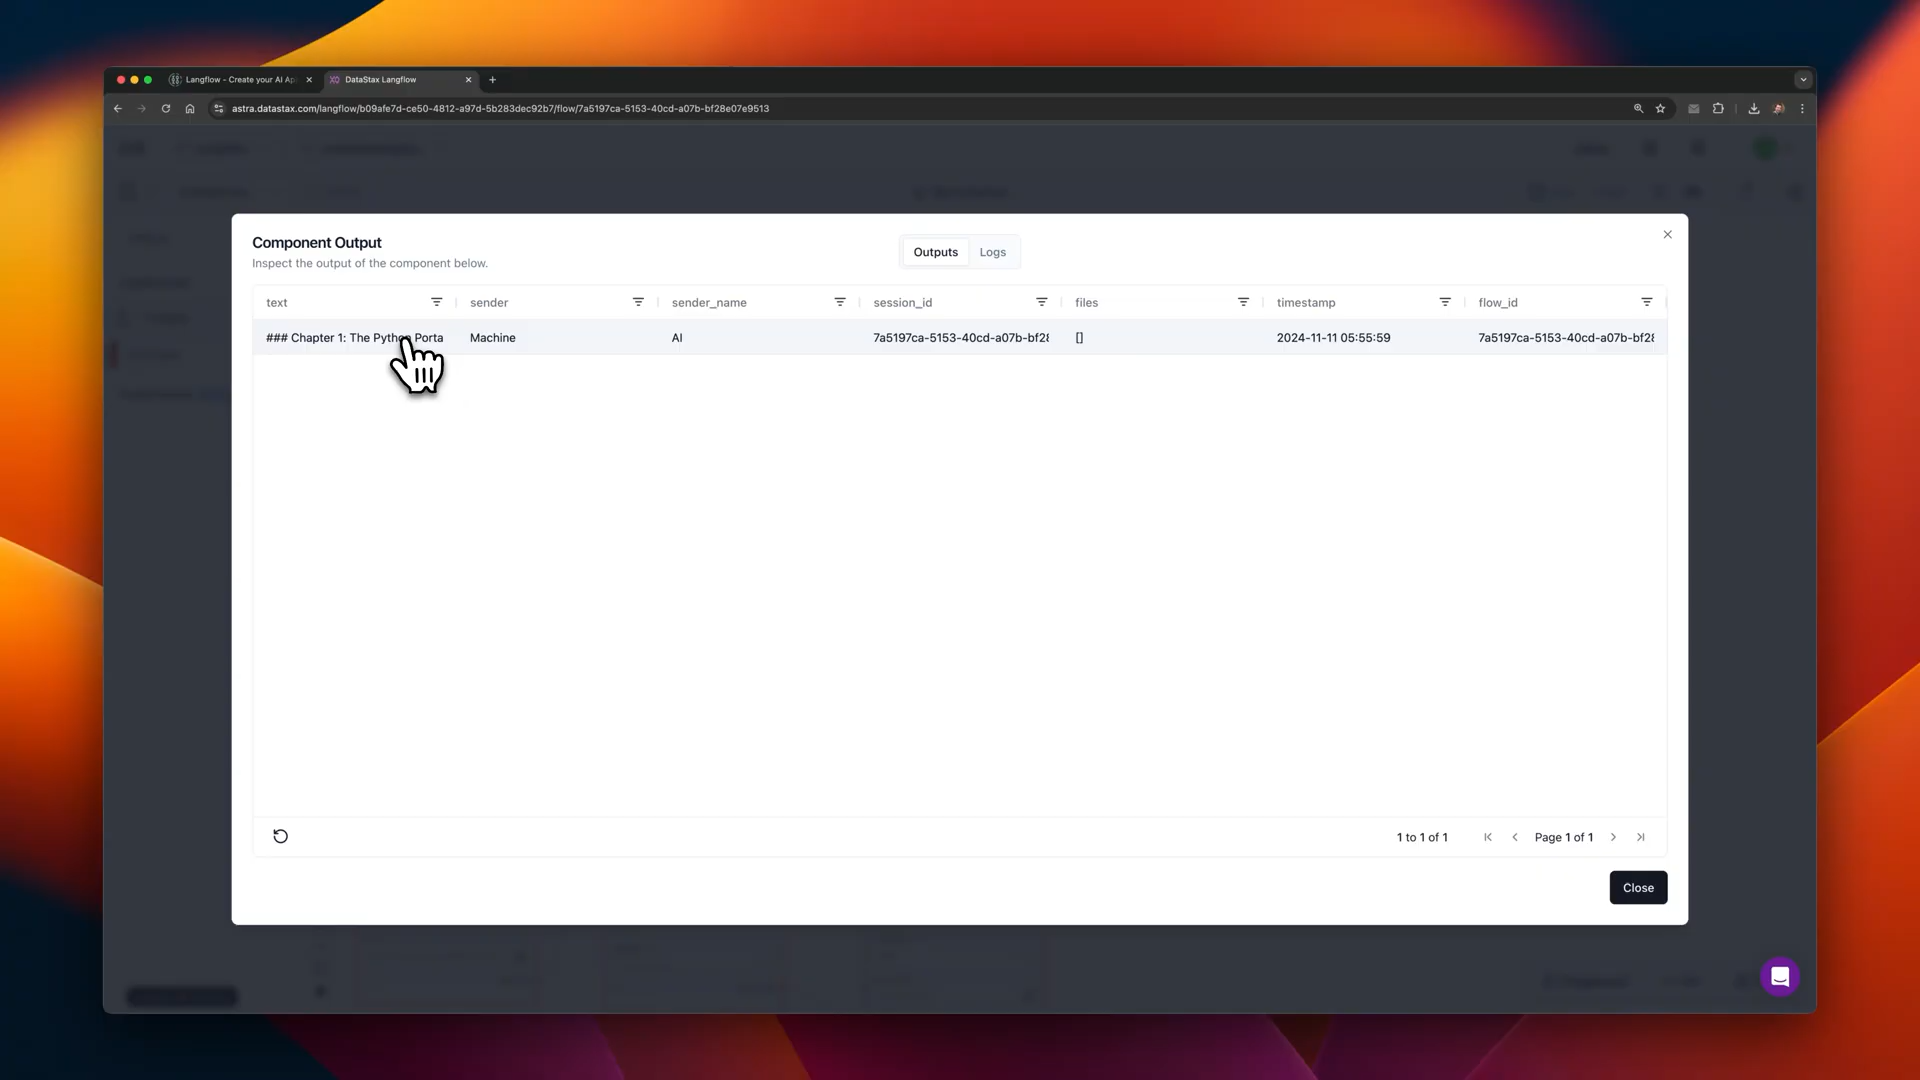 Langflow - Create your AI Ap
DataStax Langflow
astra.datastax.com/langflow/b09afe7d-ce50-4812-a97d-5b283dec92b7/flow/7a5197ca-5153-40cd-a07b-bf28e07e9513
Component Output
Inspect the output of the component below.
Outputs Logs
text sender sender_name session_id files timestamp flow_id
### Chapter 1: The Python Porta Machine AI 7a5197ca-5153-40cd-a07b-bf28 [] 2024-11-11 05:55:59 7a5197ca-5153-40cd-a07b-bf28
1 to 1 of 1 Page 1 of 1
Close